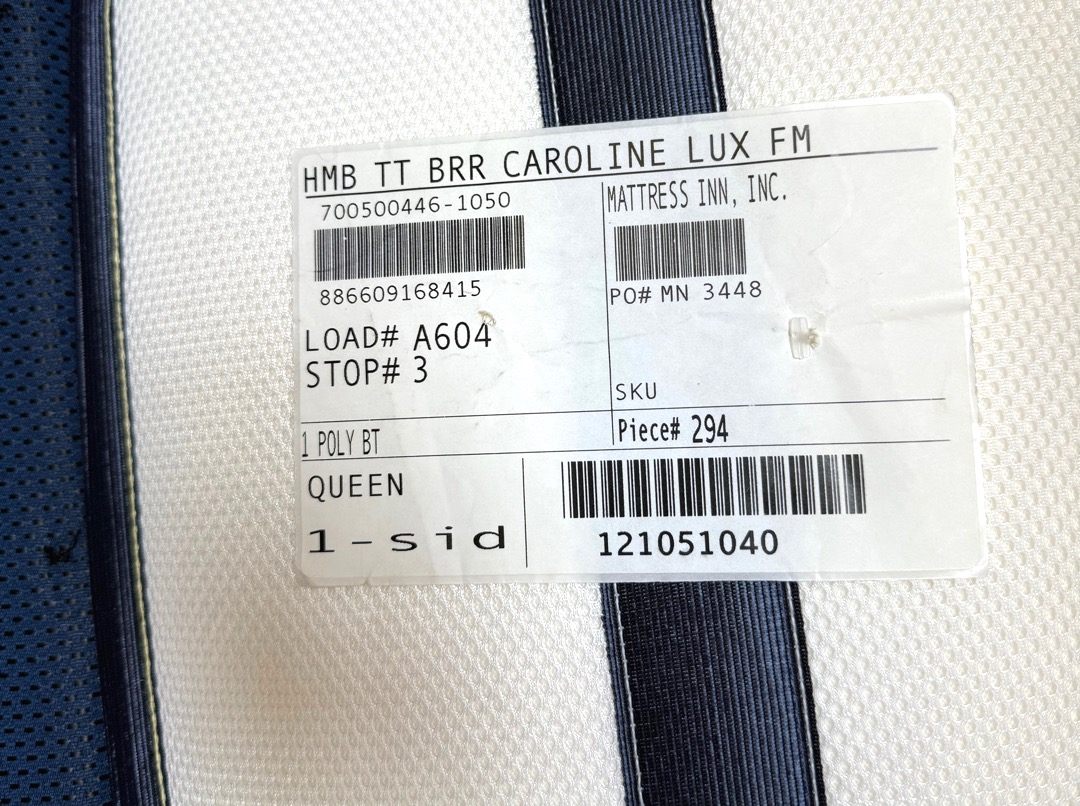 HMB TT BRR CAROLINE LUX FM
700500446-1050
886609168415
LOAD# A604
STOP# 3
MATTRESS INN, INC.
PO# MN 3448
SKU
1 POLY BT
Piece# 294
QUEEN
1-sid
121051040